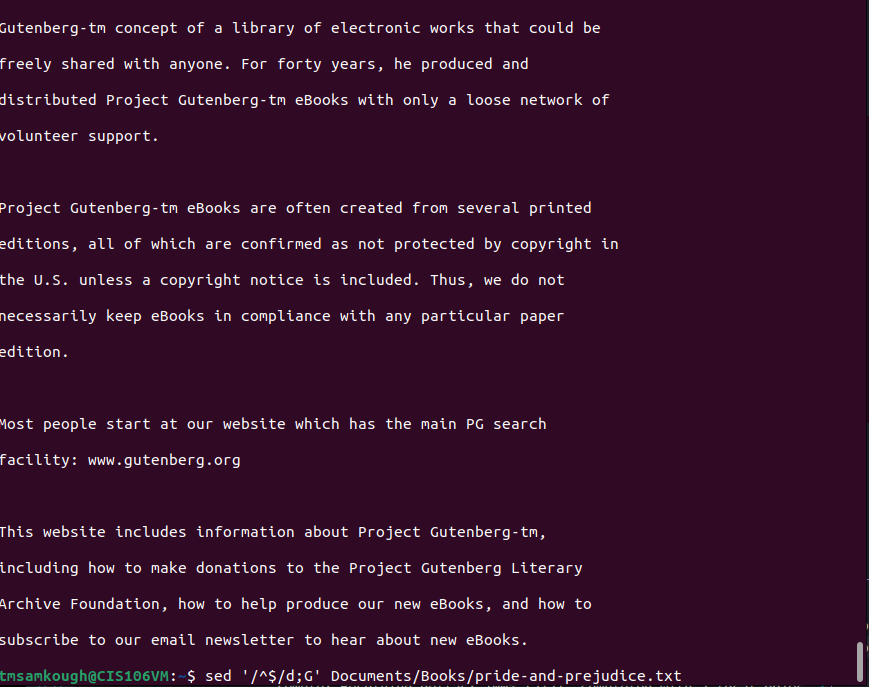 Gutenberg-tm concept of a library of electronic works that could be
freely shared with anyone. For forty years, he produced and
distributed Project Gutenberg-tm eBooks with only a loose network of
volunteer support.
Project Gutenberg-tm eBooks are often created from several printed
editions, all of which are confirmed as not protected by copyright in
the U.S. unless a copyright notice is included. Thus, we do not
necessarily keep eBooks in compliance with any particular paper
edition.
Most people start at our website which has the main PG search
facility: www.gutenberg.org
This website includes information about Project Gutenberg-tm,
including how to make donations to the Project Gutenberg Literary
Archive Foundation, how to help produce our new eBooks, and how to
subscribe to our email newsletter to hear about new eBooks.
tmsamkough@CIS106VM:~$ sed '/^$/d;G' Documents/Books/pride-and-prejudice.txt